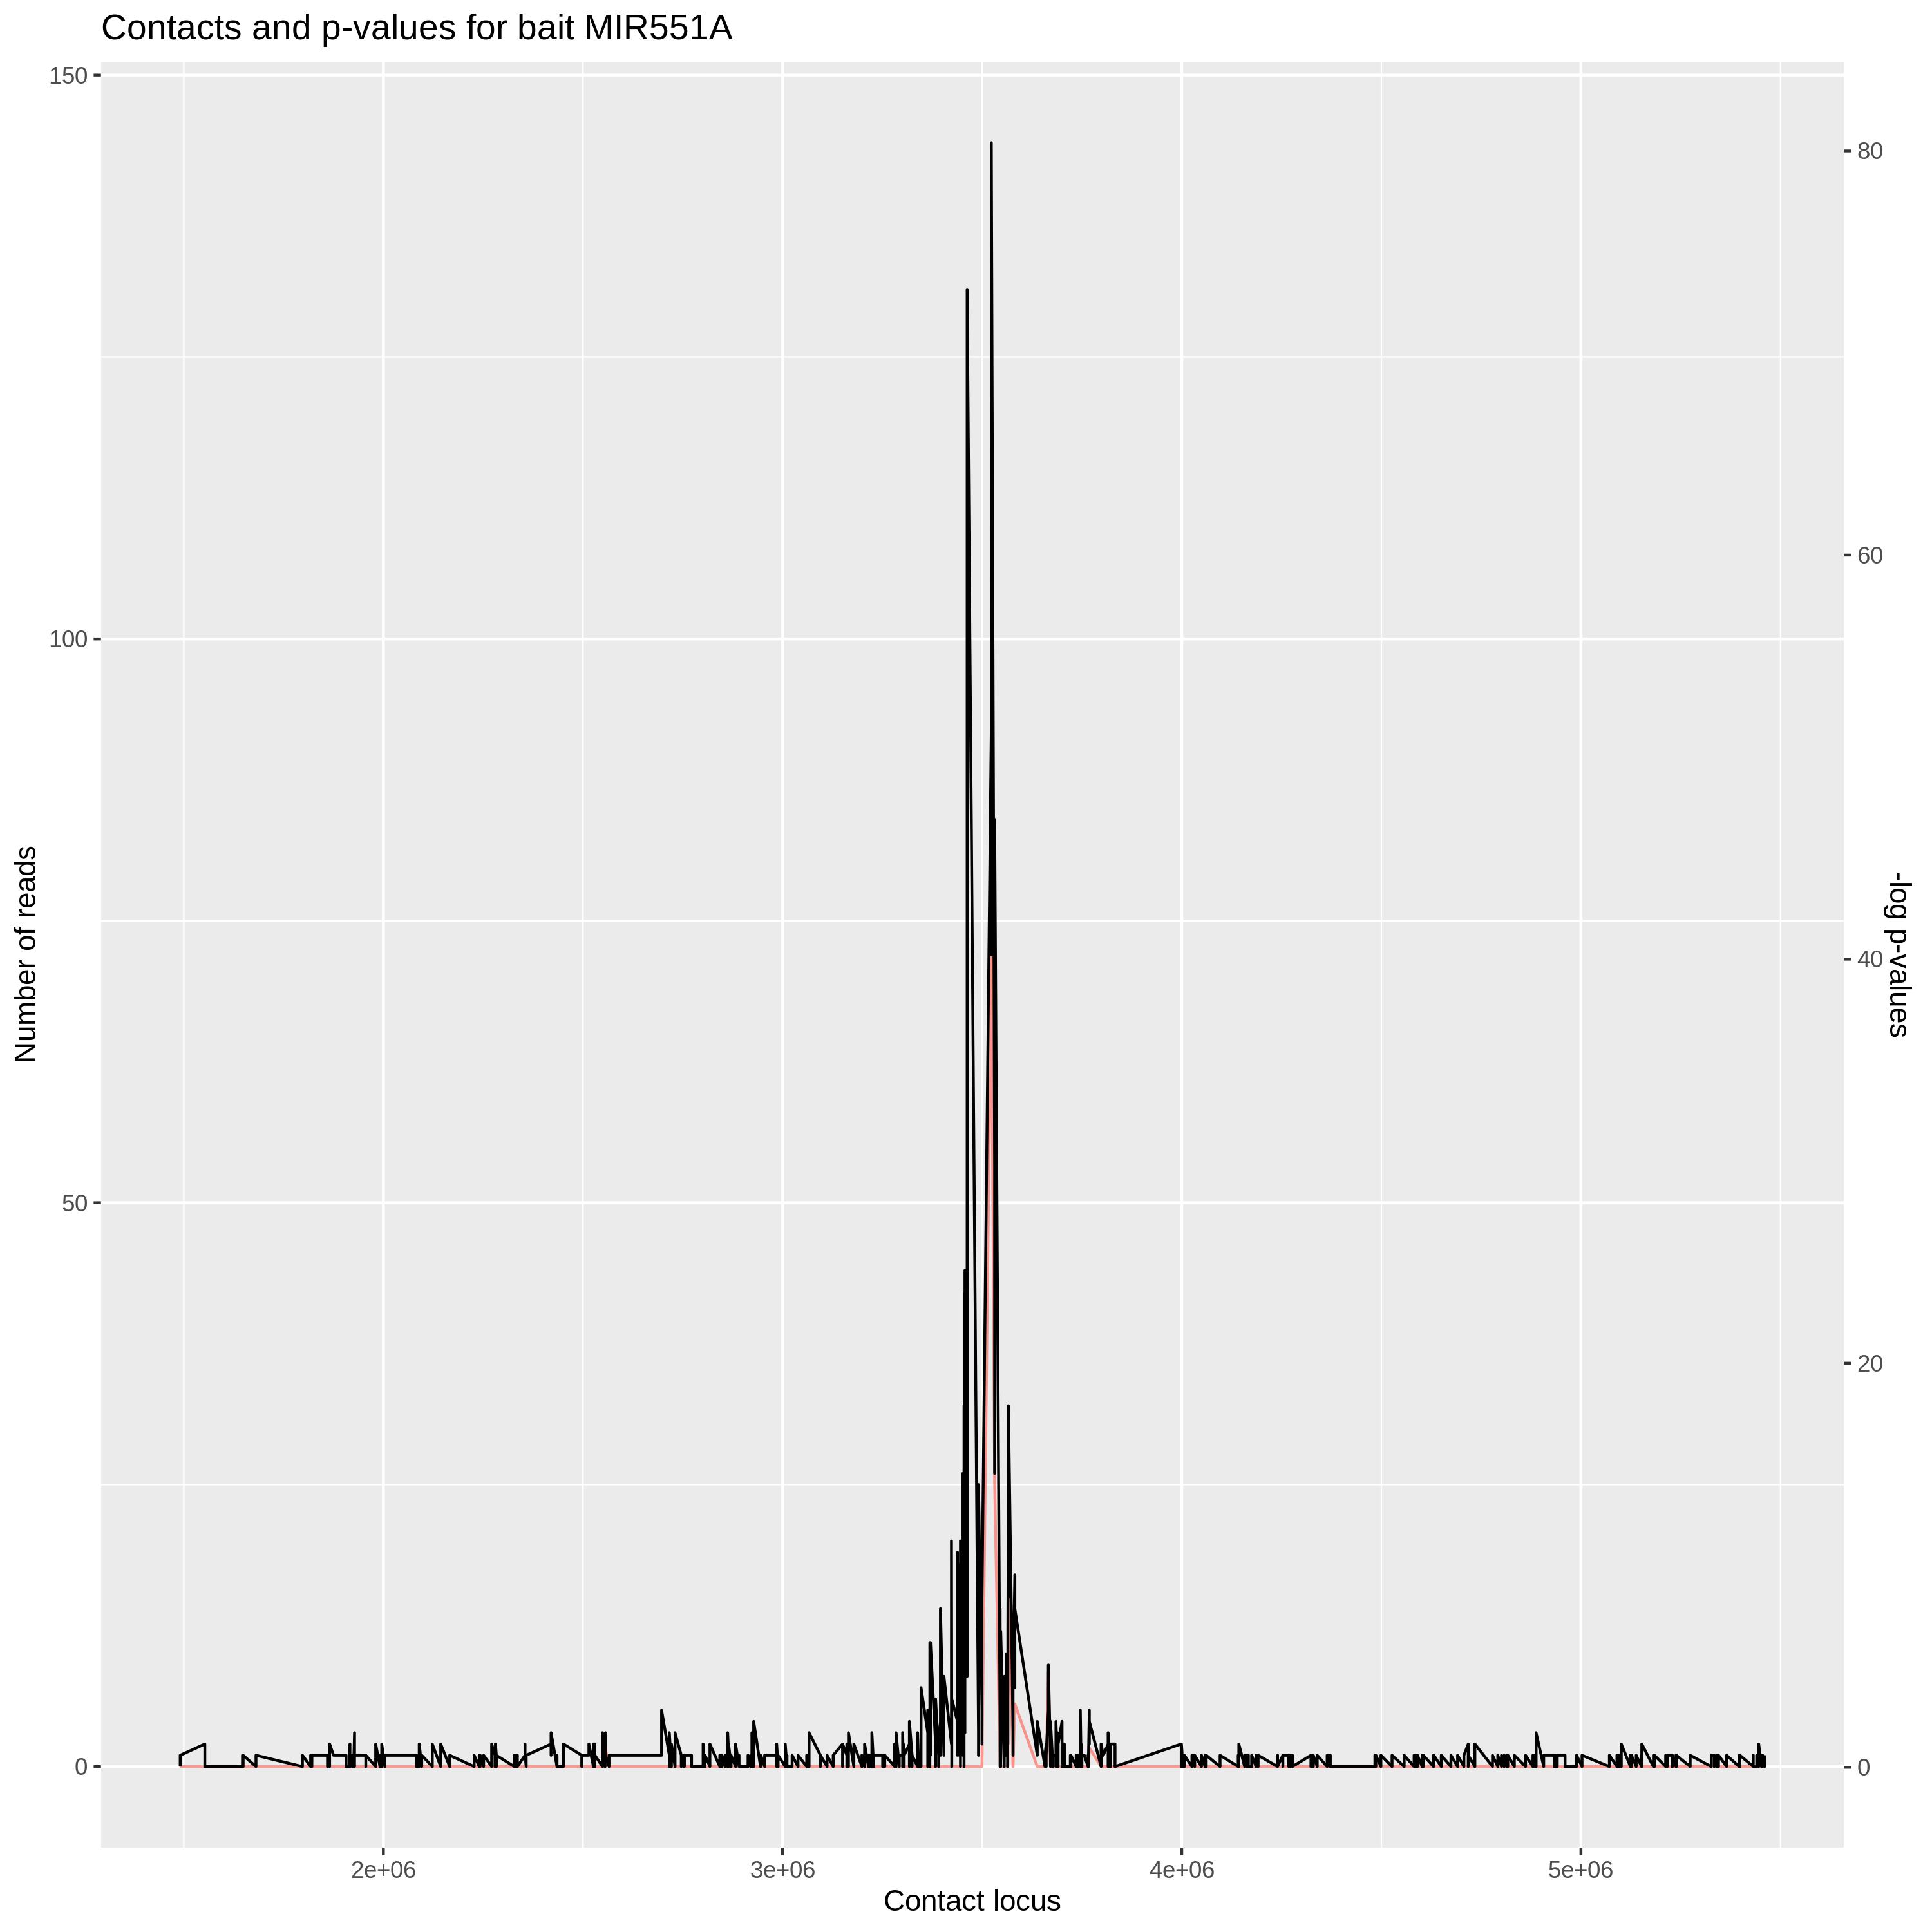 Contacts and p-values for bait MIR551A
150
100
50
0
Number of reads
80
60
40
20
0
-log p-values
2e+06
3e+06
4e+06
5e+06
Contact locus